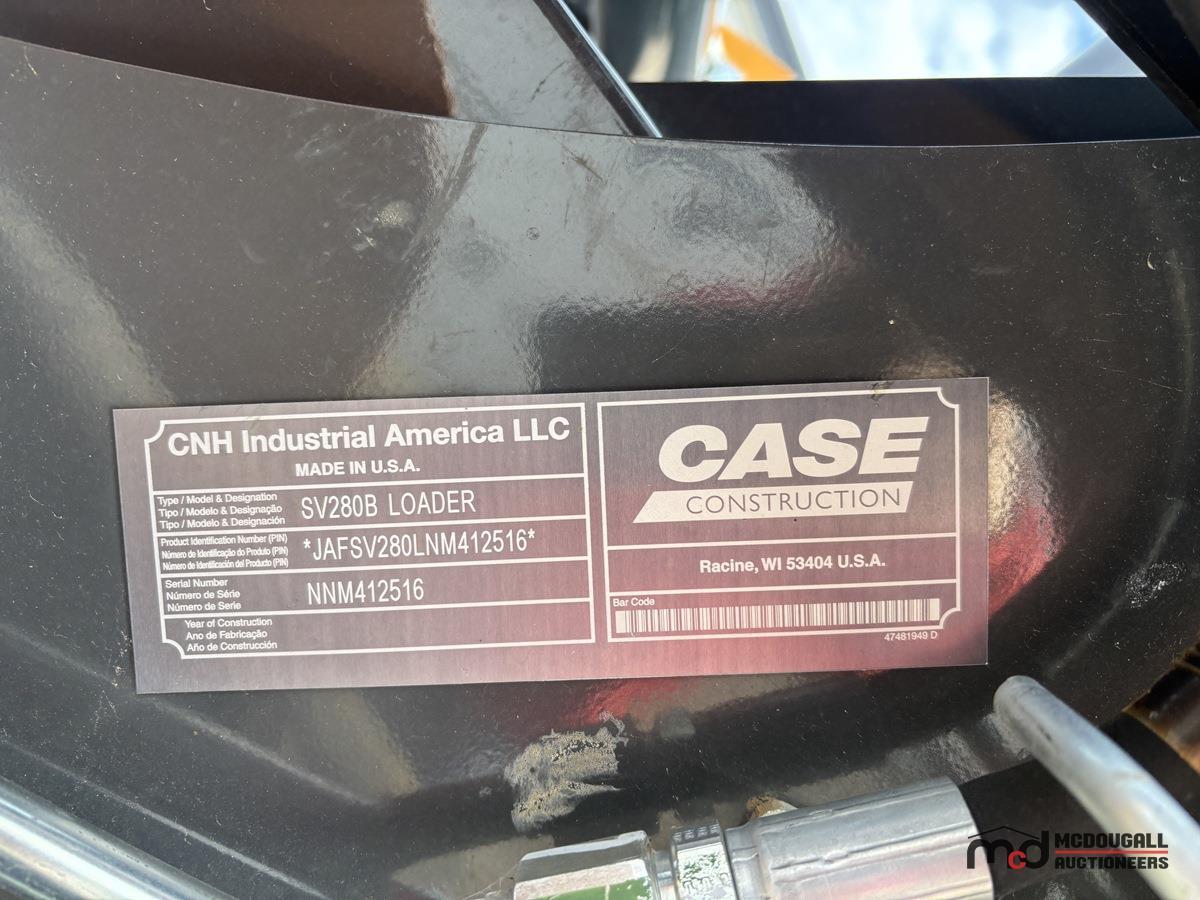 CNH Industrial America LLC
MADE IN U.S.A.
Type / Model & Designation
Tipo / Modelo & Designação
Tipo / Modelo & Designación
SV280B LOADER
Product Identification Number (PIN)
Número de Identificação do Produto (PIN)
Número de Identificación del Producto (PIN)
*JAFSV280LNM412516*
Serial Number
Número de Série
Número de Serie
NNM412516
Year of Construction
Ano de Fabricação
Año de Construcción
CASE
CONSTRUCTION
Racine, WI 53404 U.S.A.
Bar Code
47481949 D
mcd MCDOUGALL
AUCTIONEERS